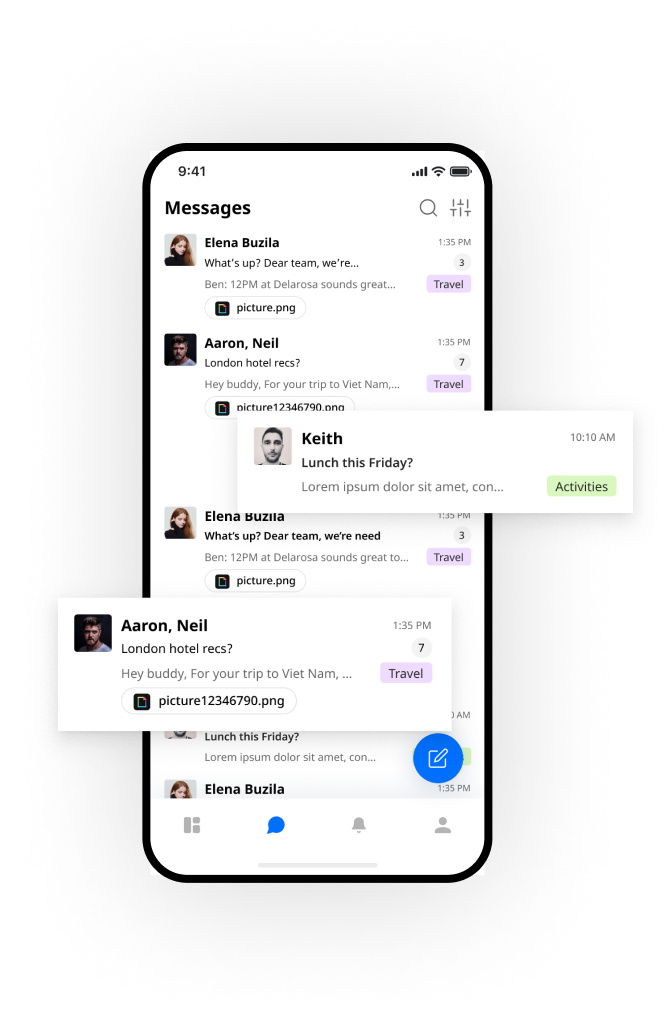 9:41
Messages
Elena Buzila 1:35 PM
What's up? Dear team, we're... 3
Ben: 12PM at Delarosa sounds great... Travel
picture.png
Aaron, Neil 1:35 PM
London hotel recs? 7
Hey buddy, For your trip to Viet Nam,... Travel
picture12346790.png
Keith 10:10 AM
Lunch this Friday?
Lorem ipsum dolor sit amet, con... Activities
Elena Buzila 1:35 PM
What's up? Dear team, we're need 3
Ben: 12PM at Delarosa sounds great to... Travel
picture.png
Aaron, Neil 1:35 PM
London hotel recs? 7
Hey buddy, For your trip to Viet Nam, ... Travel
picture12346790.png
AM
Lunch this Friday?
Lorem ipsum dolor sit amet, con...
Elena Buzila 1:35 PM